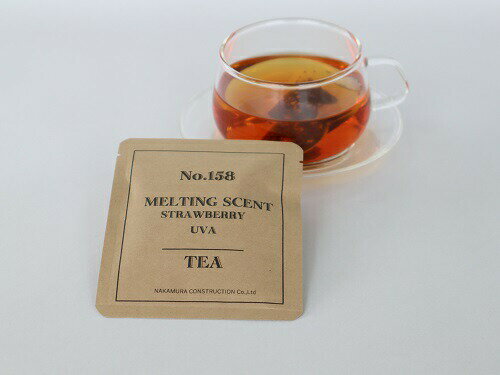 No.158
MELTING SCENT
STRAWBERRY
UVA
TEA
NAKAMURA CONSTRUCTION Co.,Ltd